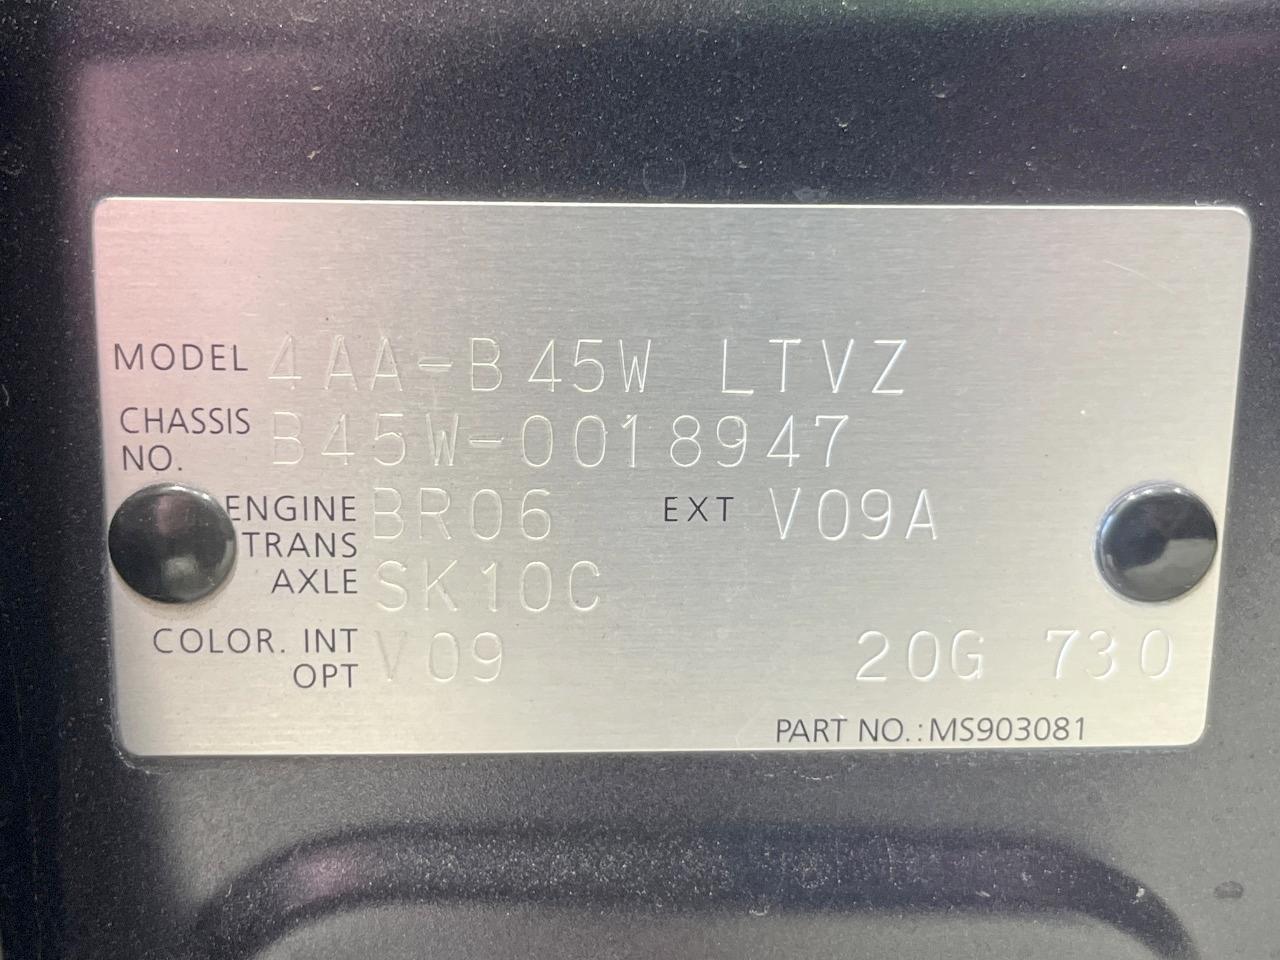 MODEL 4AA-B45W LTVZ
CHASSIS NO. B45W-0018947
ENGINE BR06 EXT V09A
TRANS
AXLE SK10C
COLOR. INT V09 20G 730
OPT
PART NO.:MS903081